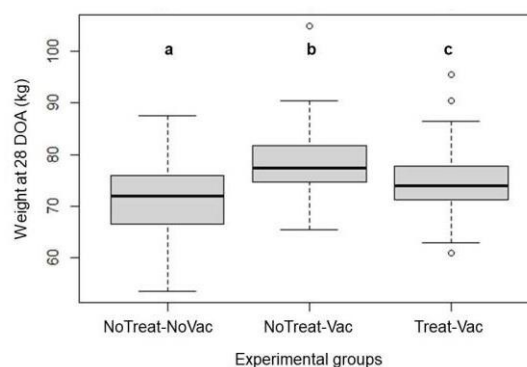 Weight at 28 DOA (kg)
100
90
80
70
60
a b c
NoTreat-NoVac NoTreat-Vac Treat-Vac
Experimental groups